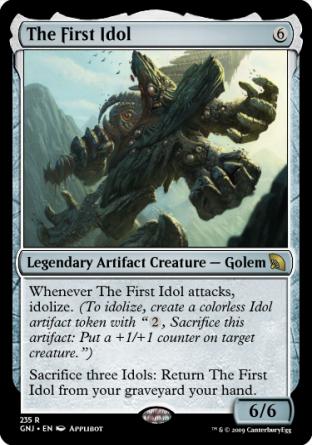 The First Idol
6
Legendary Artifact Creature — Golem
Whenever The First Idol attacks,
idolize. (To idolize, create a colorless Idol
artifact token with “2, Sacrifice this
artifact: Put a +1/+1 counter on target
creature.”)
Sacrifice three Idols: Return The First
Idol from your graveyard your hand.
6/6
235 R
GNJ • EN APPLIBOT
™ & © 2019 CanterburyEgg